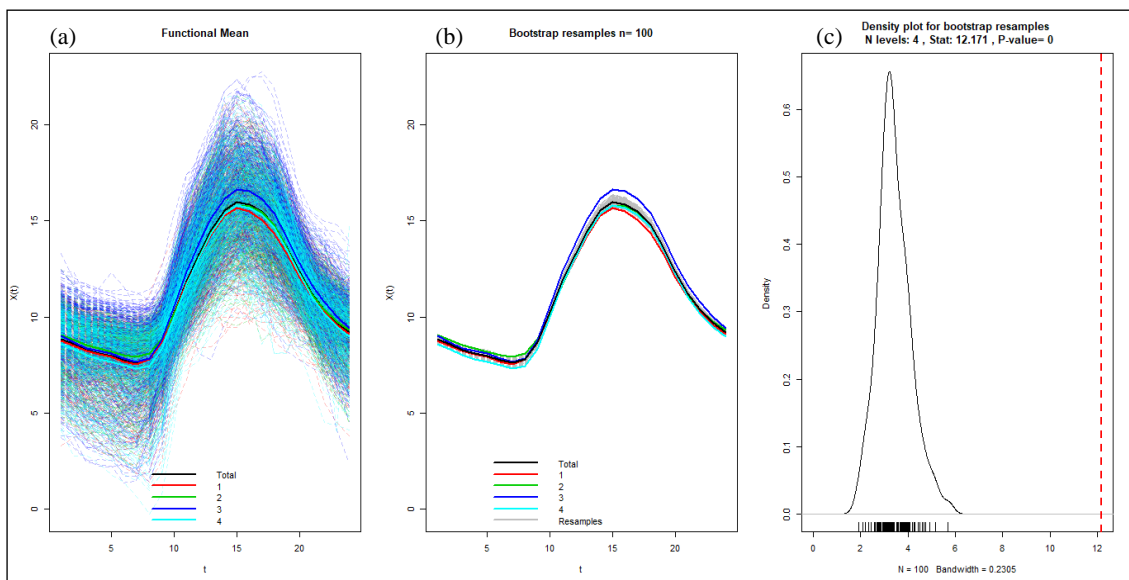 (a)
Functional Mean
X(t)
20
15
10
5
0
Total
1
2
3
4
5
10
15
20
t
(b)
Bootstrap resamples n= 100
X(t)
20
15
10
5
0
Total
1
2
3
4
Resamples
5
10
15
20
t
(c)
Density plot for bootstrap resamples
N levels: 4 , Stat: 12.171 , P-value= 0
Density
0.6
0.5
0.4
0.3
0.2
0.1
0.0
0
2
4
6
8
10
12
N = 100 Bandwidth = 0.2305